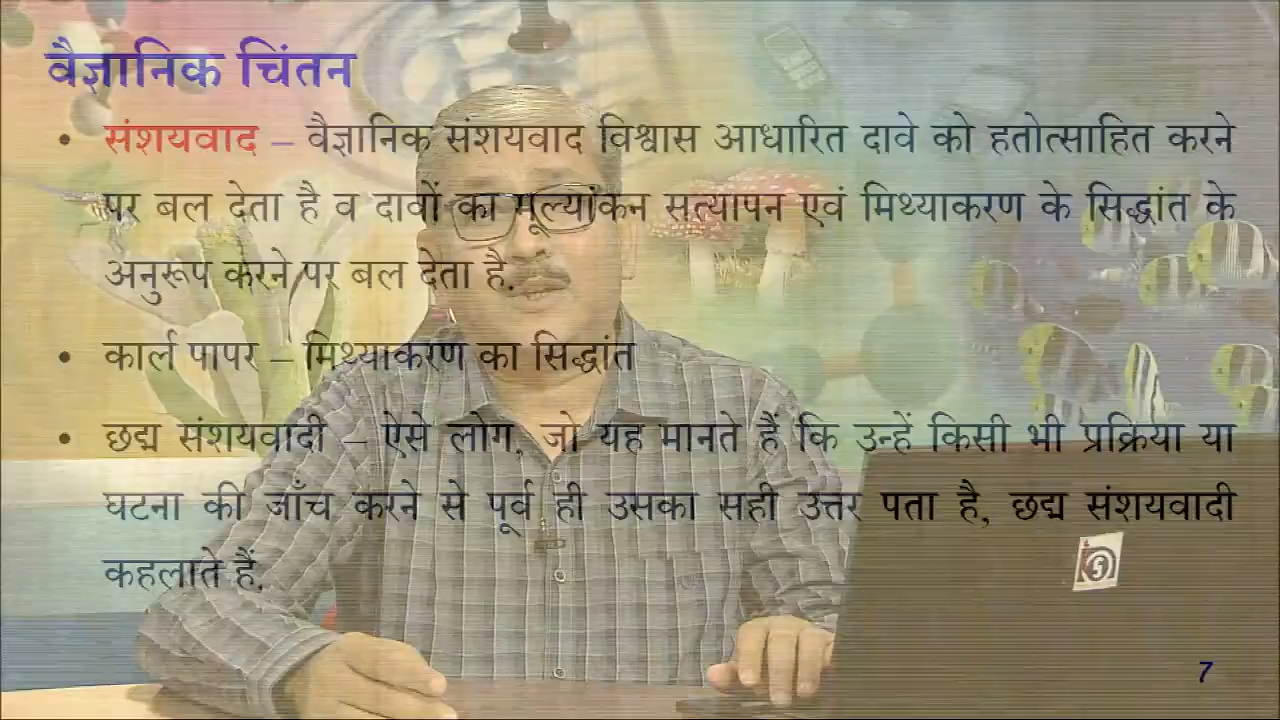 वैज्ञानिक चिंतन
• संशयवाद – वैज्ञानिक संशयवाद विश्वास आधारित दावे को हतोत्साहित करने
पर बल देता है व दावों का मूल्यांकन सत्यापन एवं मिथ्याकरण के सिद्धांत के
अनुरूप करने पर बल देता है.
• कार्ल पापर – मिथ्याकरण का सिद्धांत
• छद्म संशयवादी – ऐसे लोग, जो यह मानते हैं कि उन्हें किसी भी प्रक्रिया या
घटना की जाँच करने से पूर्व ही उसका सही उत्तर पता है, छद्म संशयवादी
कहलाते हैं.
7